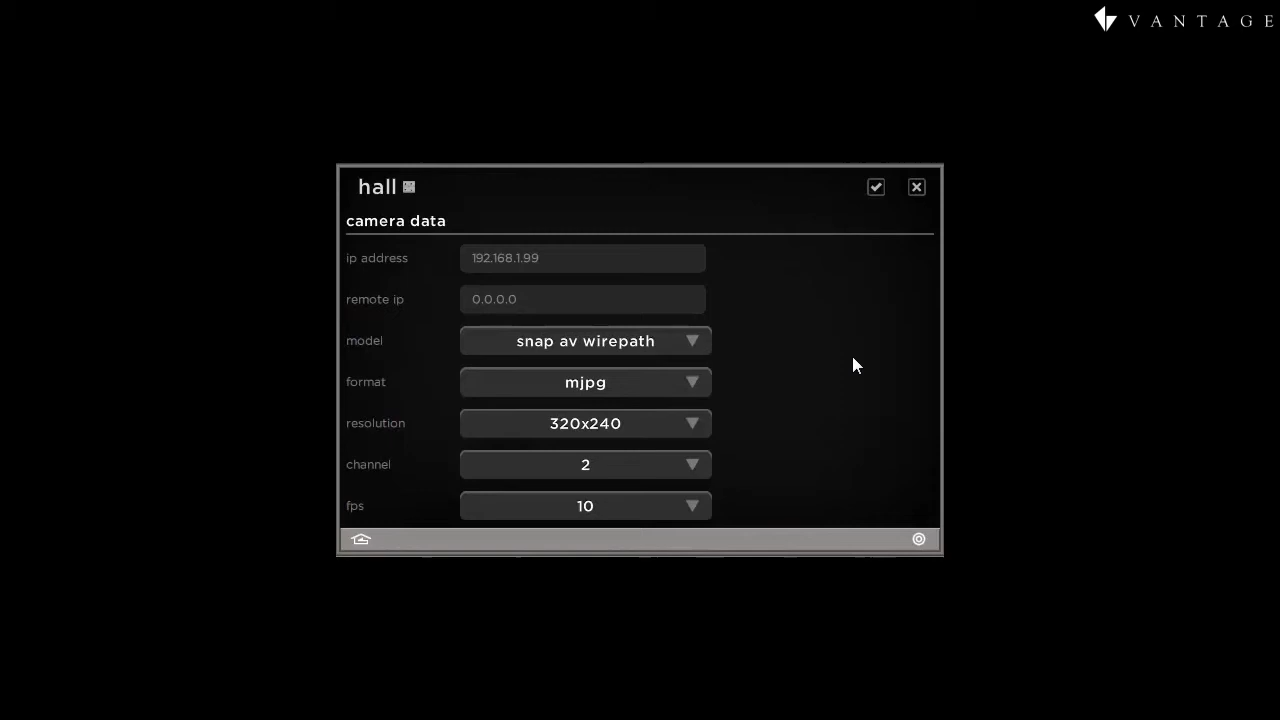 VANTAGE
hall
camera data
ip address 192.168.1.99
remote ip 0.0.0.0
model snap av wirepath
format mjpg
resolution 320x240
channel 2
fps 10